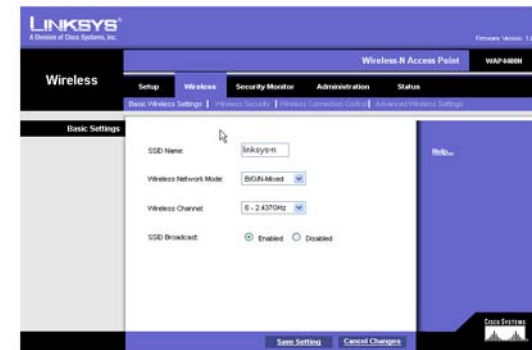 LINKSYS®
A Division of Cisco Systems, Inc.
Firmware Version: 1.2
Wireless-N Access Point WAP4400N
Wireless
Setup Wireless Security Monitor Administration Status
Basic Wireless Settings | Wireless Security | Wireless Connection Control | Advanced Wireless Settings
Basic Settings
SSID Name: linksys-n
Help...
Wireless Network Mode: B/G/N-Mixed
Wireless Channel: 6 - 2.437GHz
SSID Broadcast: Enabled Disabled
CISCO SYSTEMS
Save Setting Cancel Changes